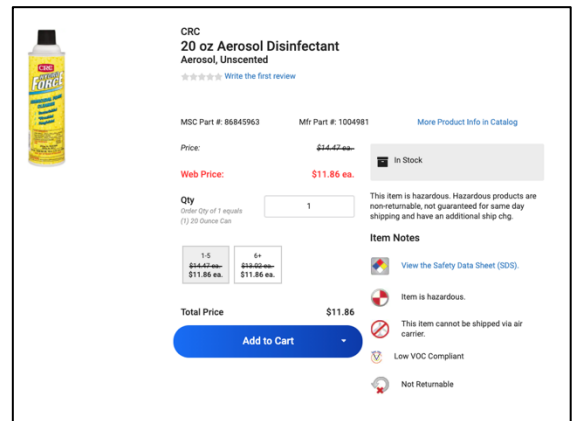 CRC
20 oz Aerosol Disinfectant
Aerosol, Unscented
Write the first review
MSC Part #: 86845963
Mfr Part #: 1004981
More Product Info in Catalog
Price:
$14.47 ea.
Web Price:
$11.86 ea.
In Stock
Qty
Order Qty of 1 equals
(1) 20 Ounce Can
1
This item is hazardous. Hazardous products are
non-returnable, not guaranteed for same day
shipping and have an additional ship chg.
1-5
$14.47 ea.
$11.86 ea.
6+
$13.02 ea.
$11.86 ea.
Item Notes
View the Safety Data Sheet (SDS).
Item is hazardous.
This item cannot be shipped via air
carrier.
Low VOC Compliant
Not Returnable
Total Price
$11.86
Add to Cart
CRC
FORCE